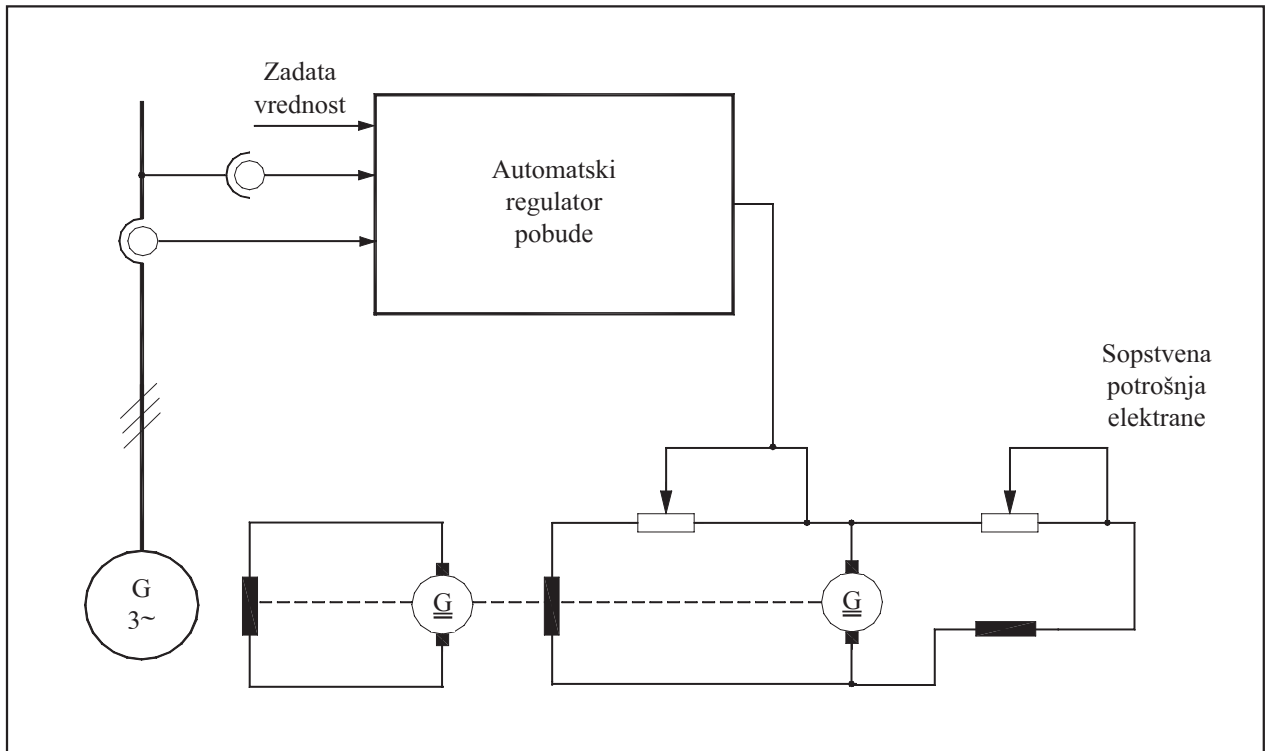 Zadata
vrednost
Automatski
regulator
pobude
Sopstvena
potrošnja
elektrane
G
3~
G
G